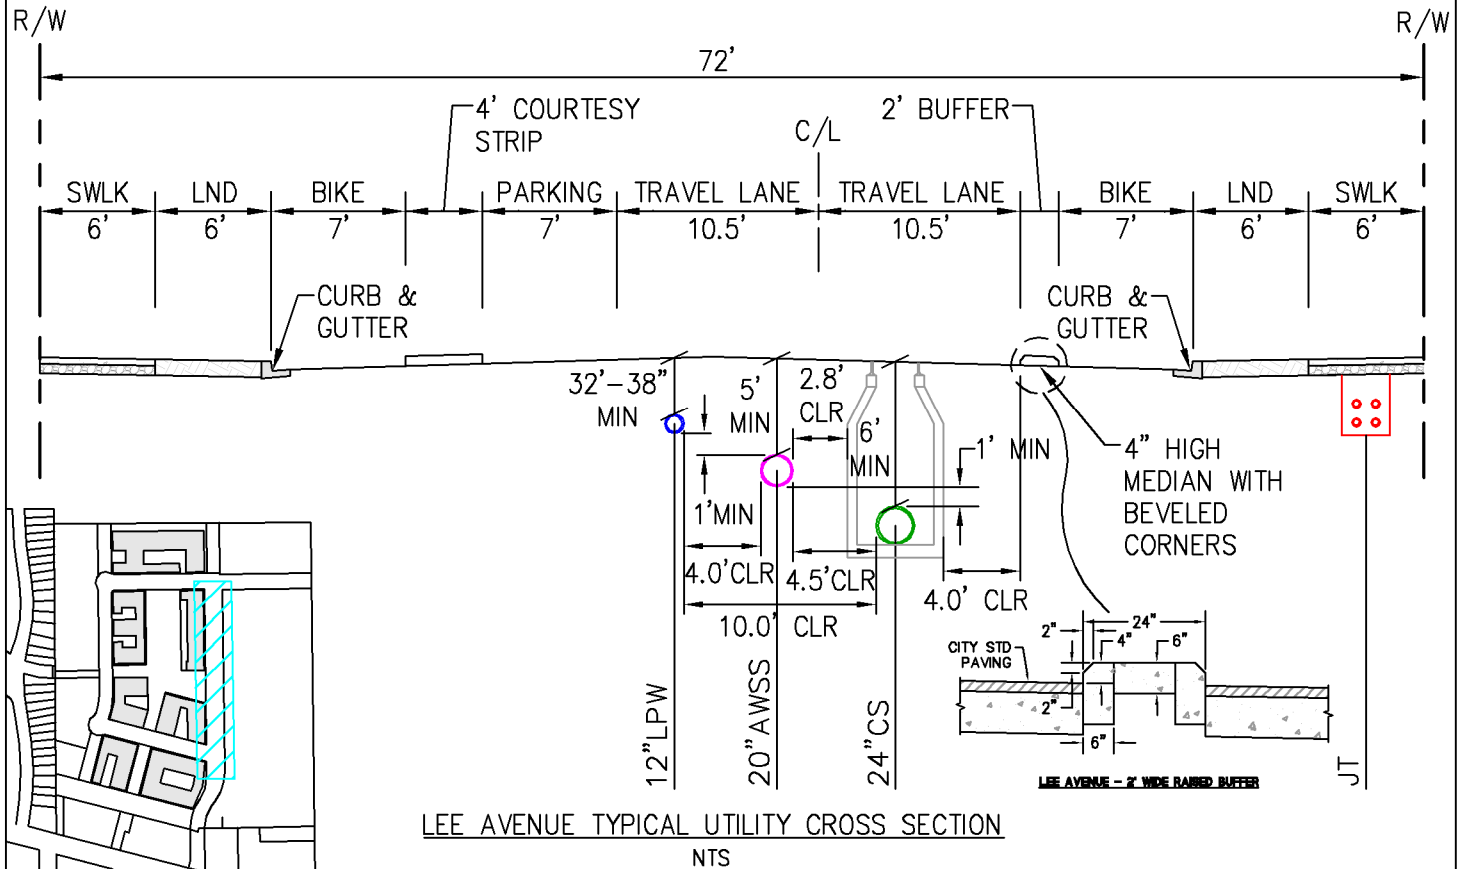 R/W
R/W
72'
4' COURTESY
STRIP
2' BUFFER
C/L
SWLK
LND
BIKE
PARKING
TRAVEL LANE
TRAVEL LANE
BIKE
LND
SWLK
6'
6'
7'
7'
10.5'
10.5'
7'
6'
6'
CURB &
GUTTER
CURB &
GUTTER
32'-38"
MIN
5'
MIN
2.8'
CLR
6'
MIN
1' MIN
4" HIGH
MEDIAN WITH
BEVELED
CORNERS
1'MIN
4.0'CLR
4.5'CLR
4.0' CLR
10.0' CLR
12"LPW
20"AWSS
24"CS
JT
CITY STD
PAVING
2"
24"
4"
6"
2"
6"
LEE AVENUE - 2' WIDE RAISED BUFFER
LEE AVENUE TYPICAL UTILITY CROSS SECTION
NTS